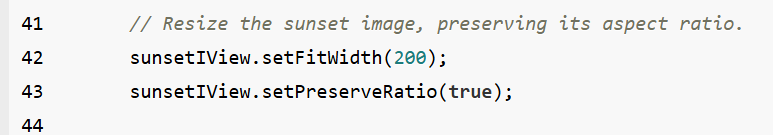 41 // Resize the sunset image, preserving its aspect ratio.
42 sunsetIView.setFitWidth(200);
43 sunsetIView.setPreserveRatio(true);
44